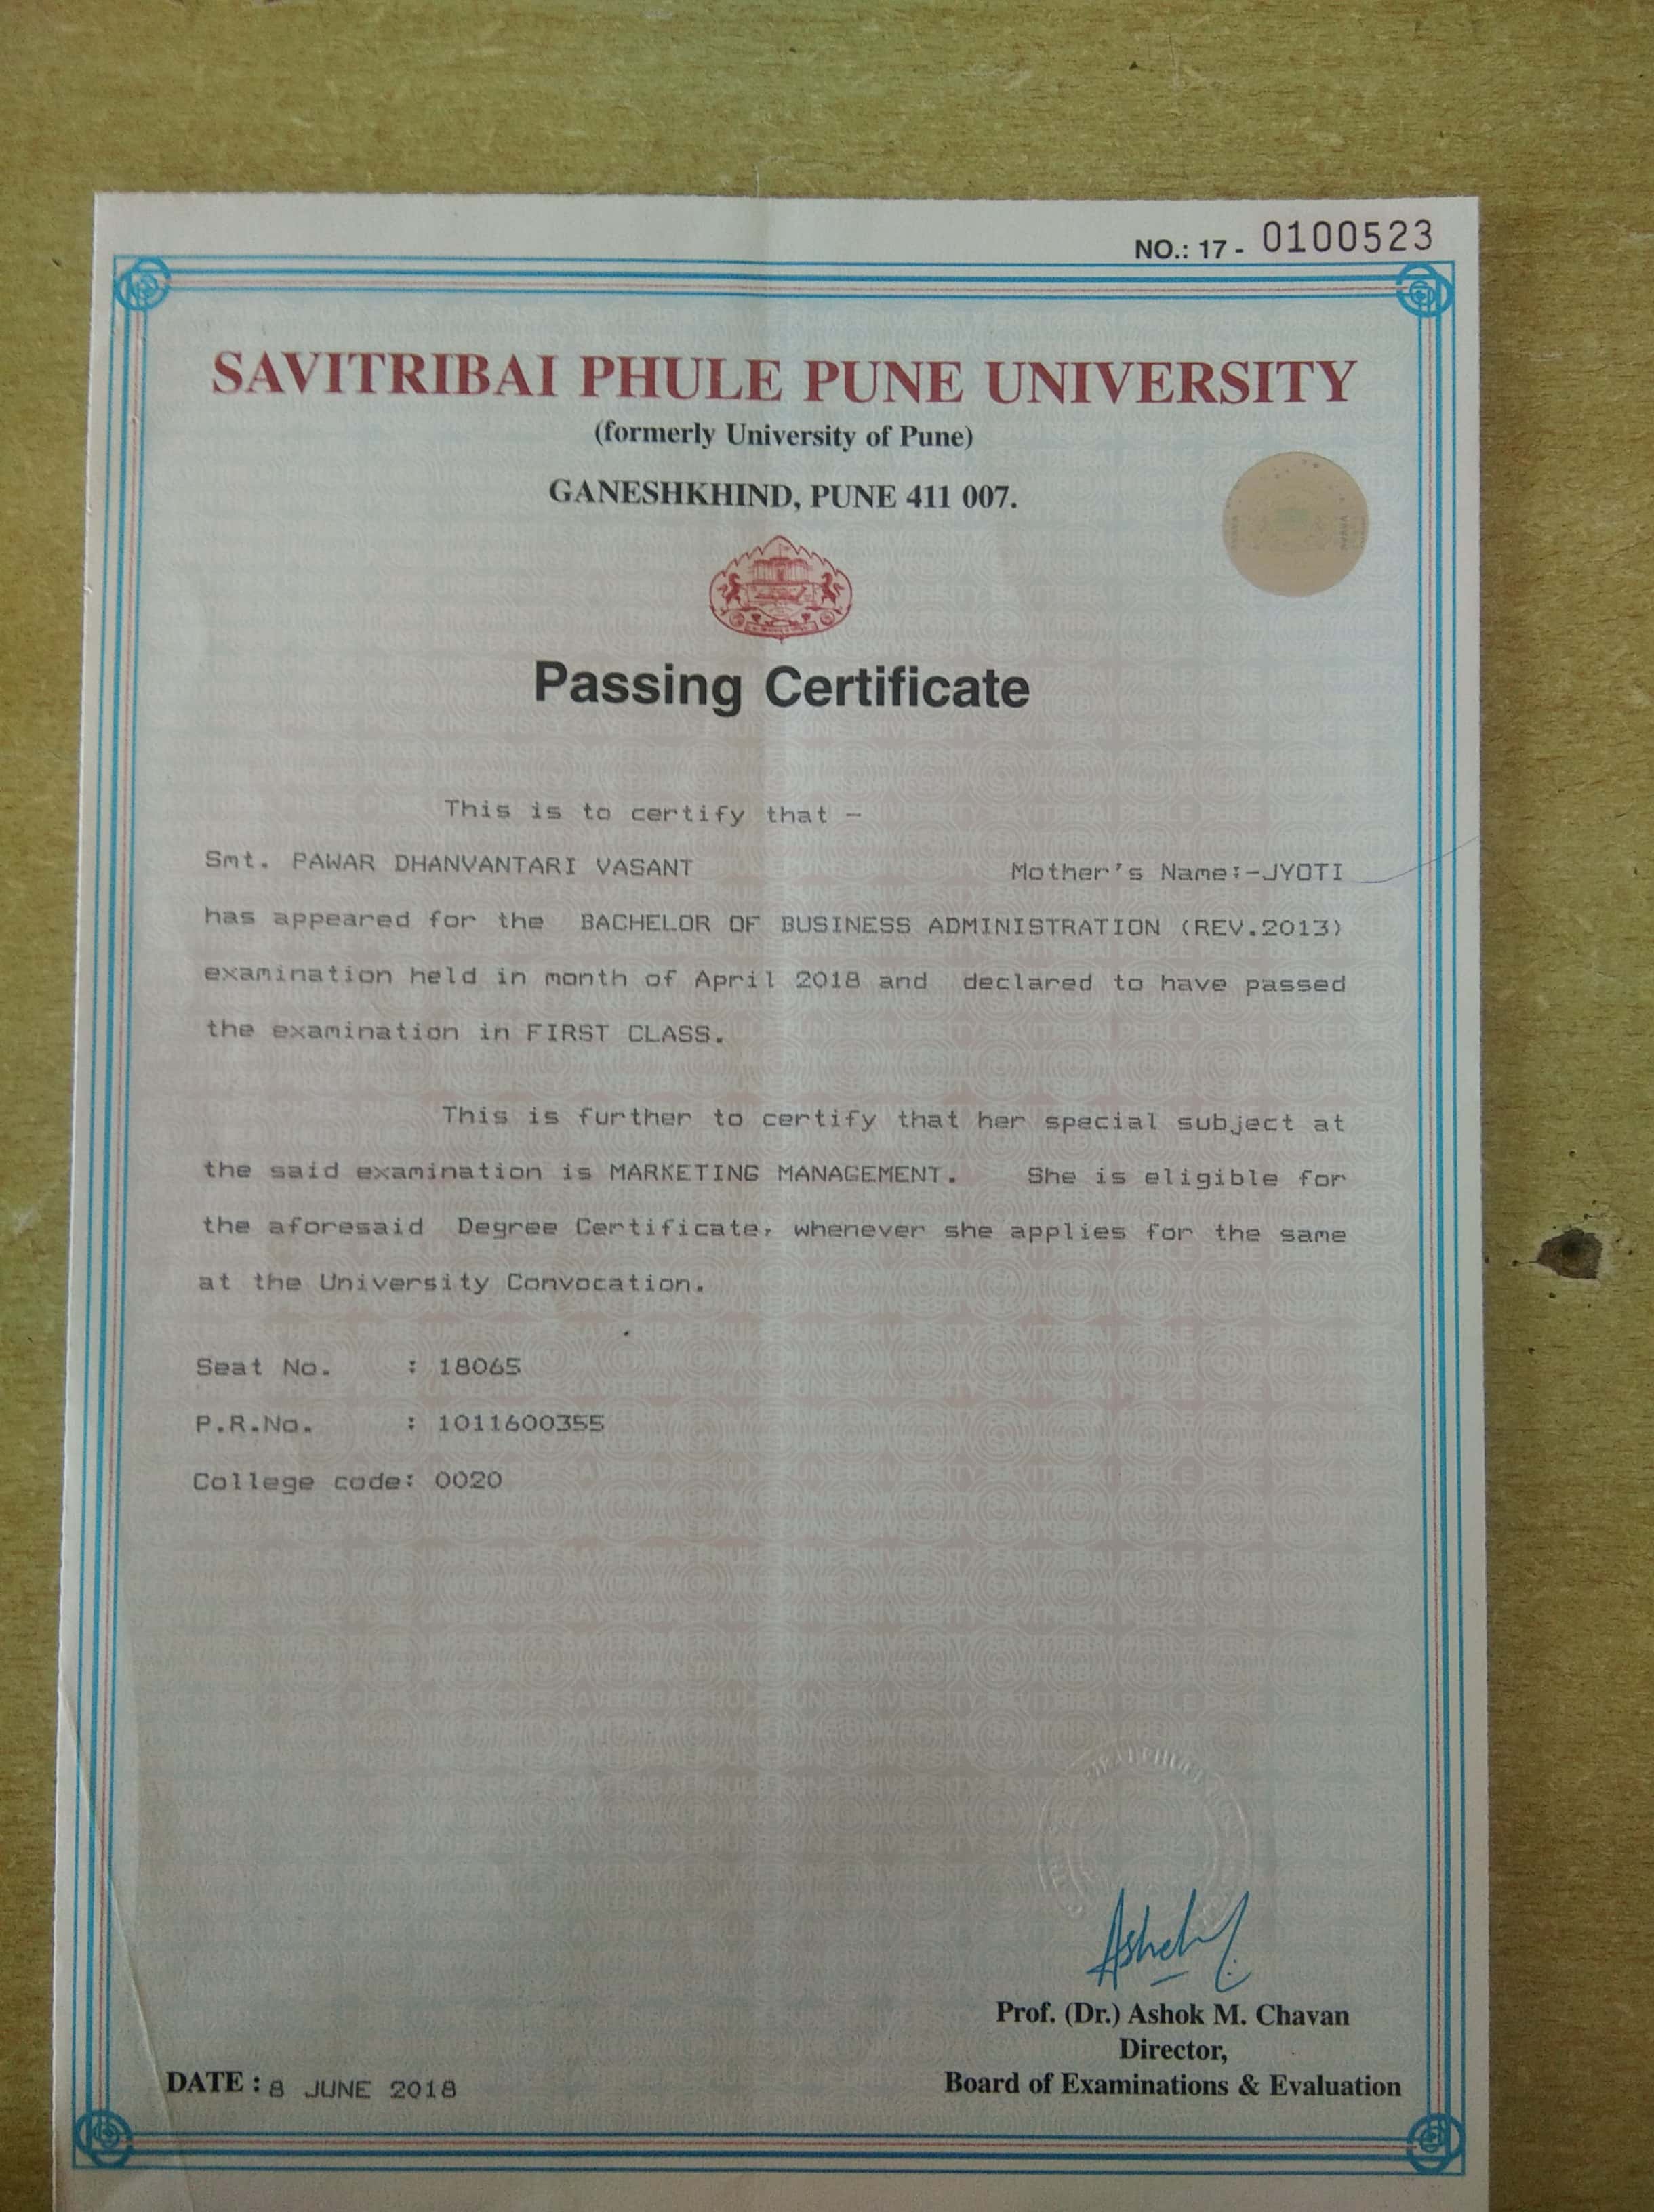 NO.: 17 - 0100523
SAVITRIBAI PHULE PUNE UNIVERSITY
(formerly University of Pune)
GANESHKHIND, PUNE 411 007.
Passing Certificate
This is to certify that -
Smt. PAWAR DHANVANTARI VASANT Mother's Name:-JYOTI
has appeared for the BACHELOR OF BUSINESS ADMINISTRATION (REV.2013)
examination held in month of April 2018 and declared to have passed
the examination in FIRST CLASS.
This is further to certify that her special subject at
the said examination is MARKETING MANAGEMENT. She is eligible for
the aforesaid Degree Certificate, whenever she applies for the same
at the University Convocation.
Seat No. : 18065
P.R.No. : 1011600355
College code: 0020
Prof. (Dr.) Ashok M. Chavan
Director,
Board of Examinations & Evaluation
DATE : 8 JUNE 2018